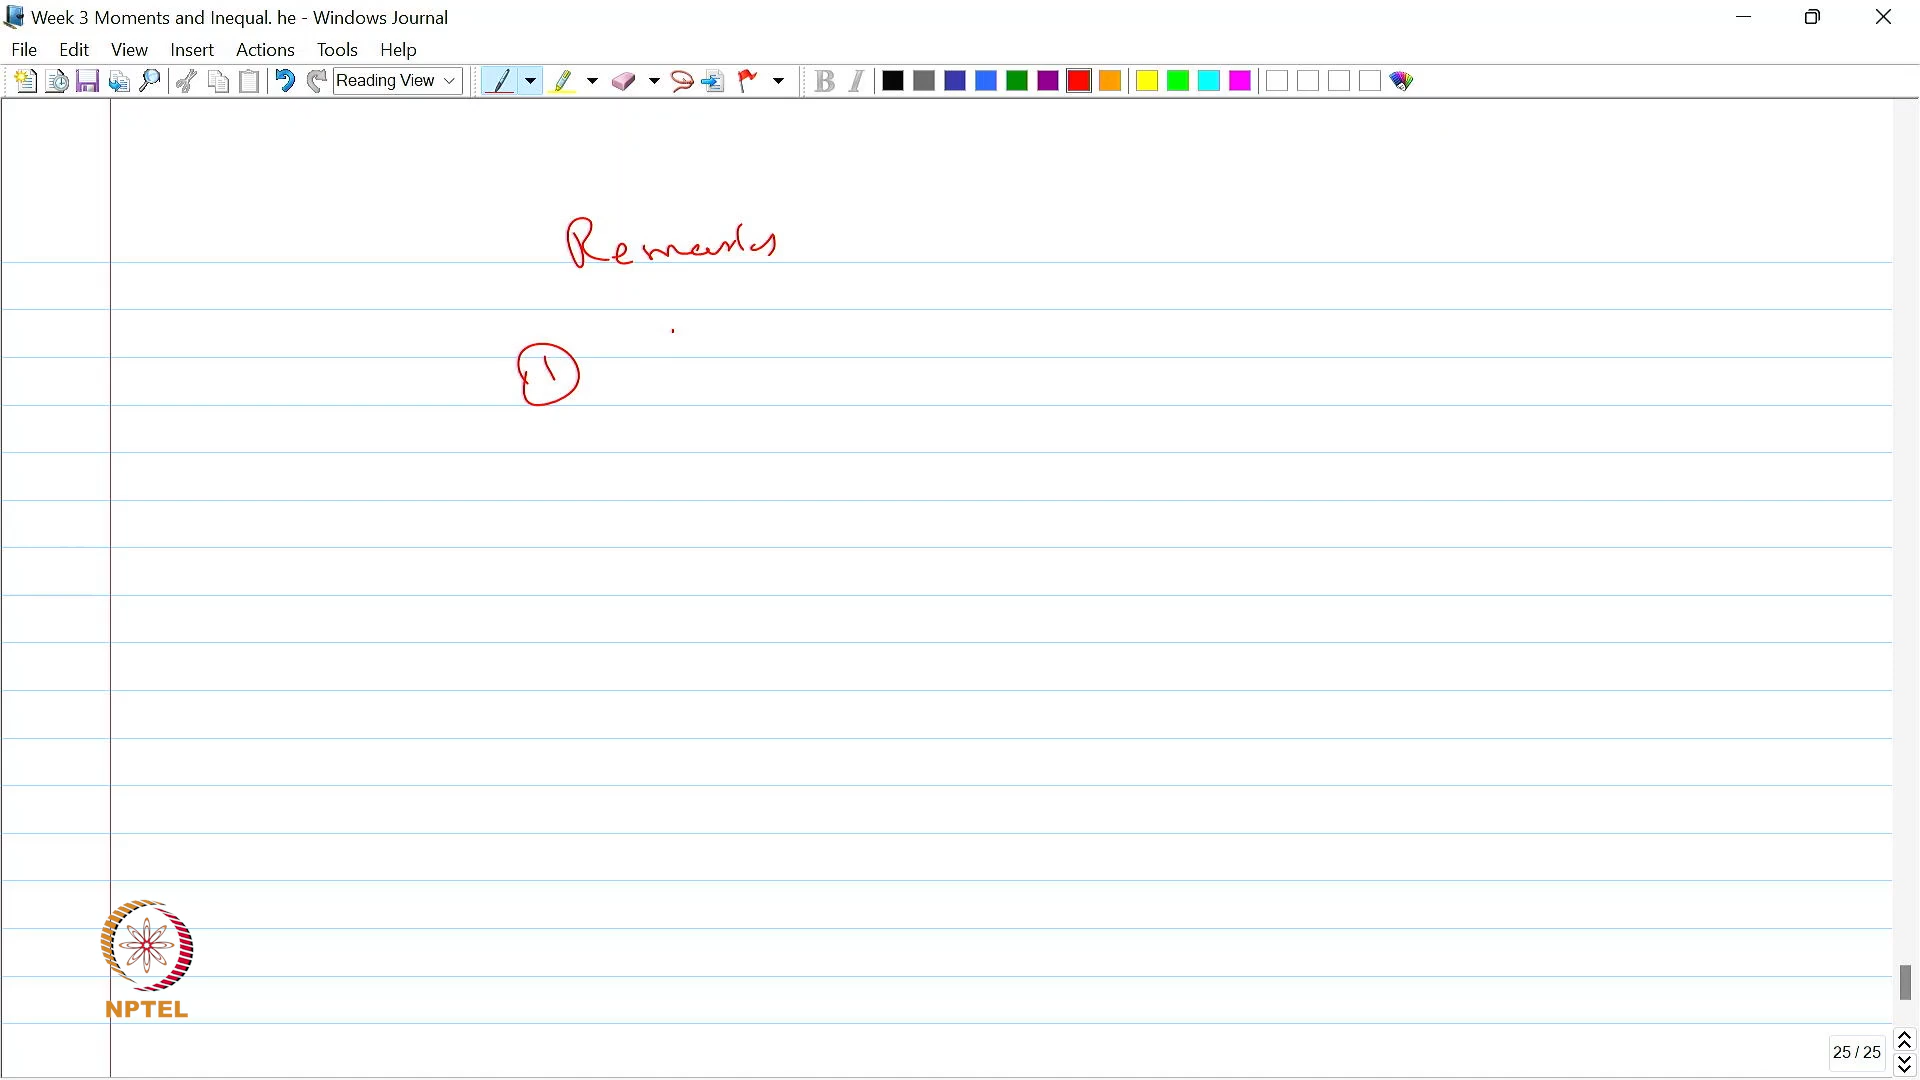 Week 3 Moments and Inequal. he - Windows Journal
File Edit View Insert Actions Tools Help
Reading View
Remarks
1
NPTEL
25 / 25